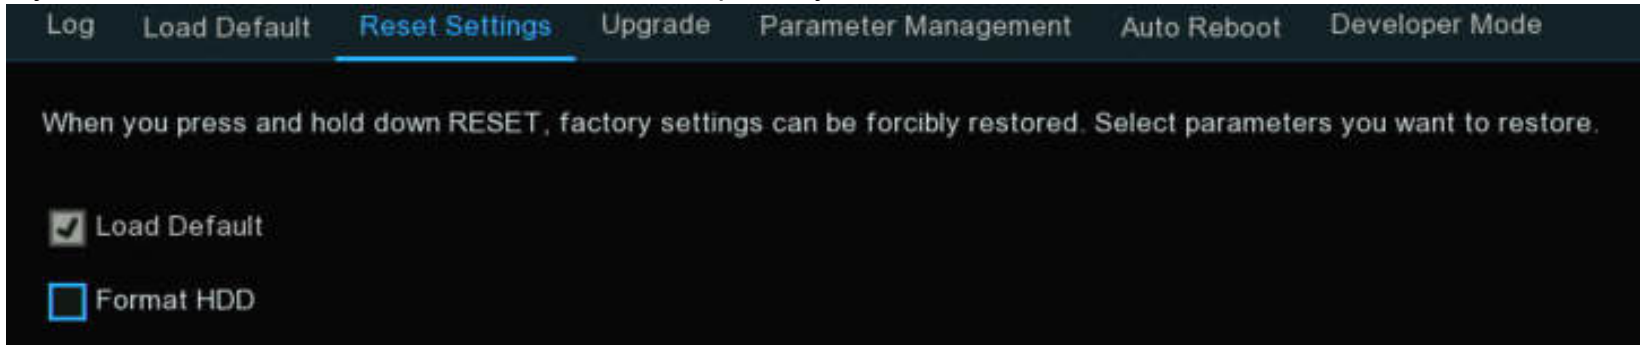 Log Load Default Reset Settings Upgrade Parameter Management Auto Reboot Developer Mode
When you press and hold down RESET, factory settings can be forcibly restored. Select parameters you want to restore.
Load Default
Format HDD